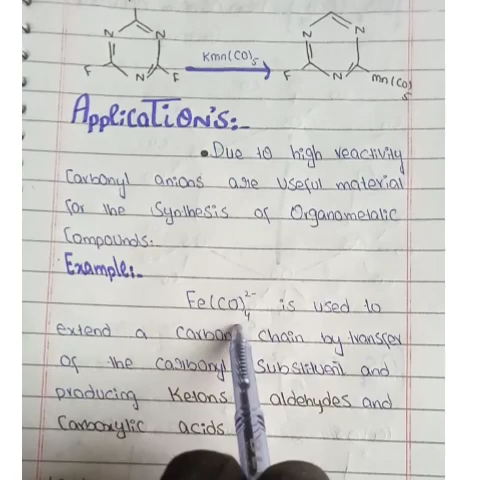 N N N N
Kmn(CO)5
F N F F N mn(CO)5
Applications:-
•Due to high reactivity
Carbonyl anions are useful material
for the Synthesis of Organometalic
Compounds:-
Example:-
Fe(CO)4 2- is used to
extend a carbon chain by transfer
of the carbonyl Substituent and
producing Ketons aldehydes and
Carboxylic acids